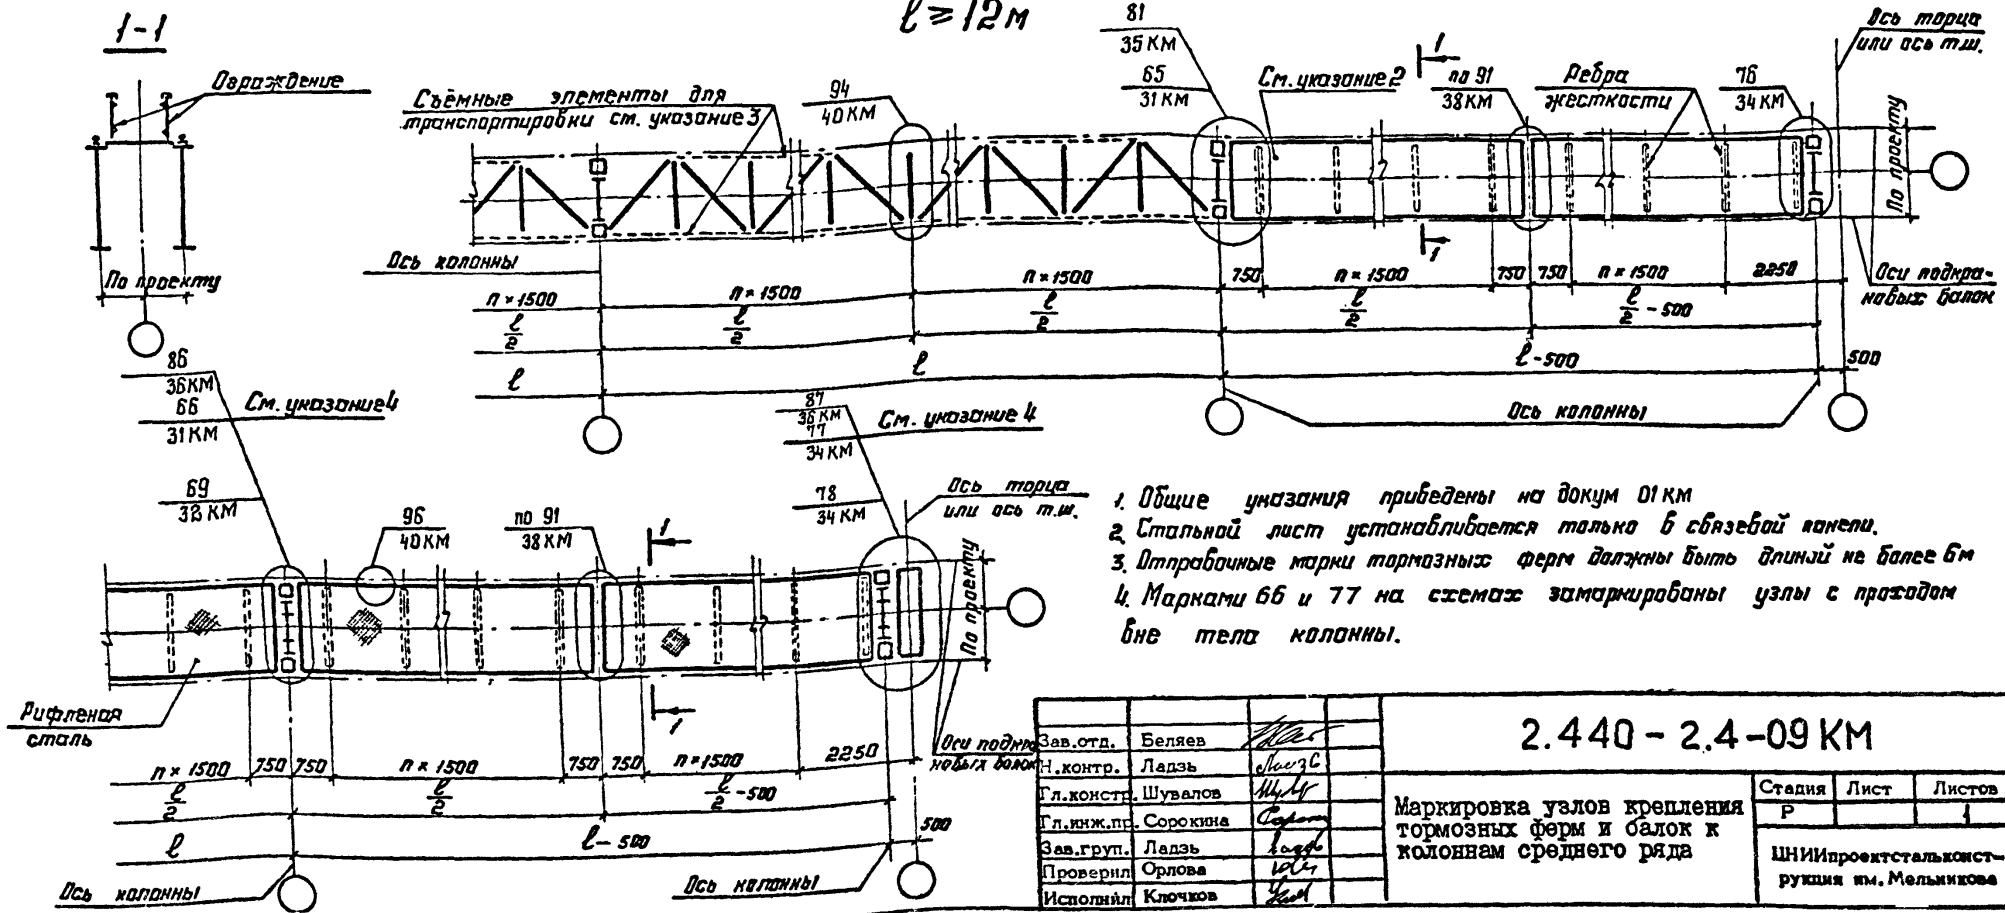 1-1
l ≥ 12м
Ограждение
По проекту
Съёмные элементы для
транспортировки см. указание 3
94
40КМ
81
35КМ
65
31КМ
См. указание 2
1
по 91
38КМ
Ребра
жесткости
76
34КМ
Ось торца
или ось т.ш.
По проекту
Ось колонны
1
Оси подкра-
новых балок
n×1500
n×1500
n×1500
750
n×1500
750
750
n×1500
2250
l/2
l/2
l/2
l/2
l/2 -500
l
l
l-500
500
Ось колонны
86
36КМ
66
31КМ
См. указание 4
69
32КМ
96
40КМ
по 91
38КМ
1
87
36КМ
77
34КМ
См. указание 4
78
34КМ
Ось торца
или ось т.ш.
По проекту
Рифленая
сталь
1
Оси подкра
новых балок
n×1500
750
750
n×1500
750
750
n×1500
2250
l/2
l/2
l/2 -500
l
l-500
500
Ось колонны
Ось колонны
1. Общие указания приведены на докум 01КМ
2. Стальной лист устанавливается только в связевой панели.
3. Отправочные марки тормозных ферм должны быть длиной не более 6м
4. Марками 66 и 77 на схемах замаркированы узлы с проходом
вне тела колонны.
2.440-2.4-09КМ
Зав.отд. Беляев
Н.контр. Ладзь
Гл.констр. Шувалов
Гл.инж.пр. Сорокина
Зав.груп. Ладзь
Проверил Орлова
Исполнил Клочков
Маркировка узлов крепления
тормозных ферм и балок к
колоннам среднего ряда
Стадия Лист Листов
Р 1
ЦНИИпроектстальконст-
рукция им. Мельникова